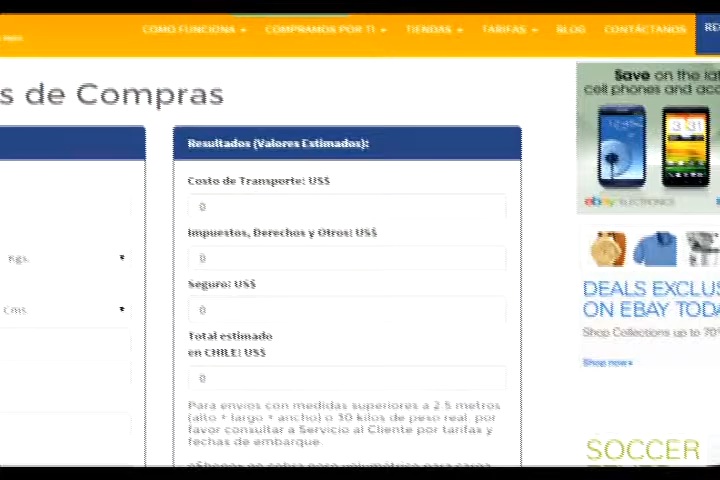 COMO FUNCIONA
COMPRAMOS POR TI
TIENDAS
TARIFAS
BLOG
CONTÁCTANOS
s de Compras
Resultados (Valores Estimados):
Costo de Transporte: US$
0
Impuestos, Derechos y Otros: US$
0
Seguro: US$
0
Total estimado
en CHILE: US$
0
Para envíos con medidas superiores a 2.5 metros
(alto + largo + ancho) o 30 kilos de peso real, por
favor consultar a Servicio al Cliente por tarifas y
fechas de embarque.
Kgs.
Cms.
Save on the lat
cell phones and acc
ebay ELECTRONICS
DEALS EXCLUS
ON EBAY TODA
Shop Collections up to 70%
Shop now
SOCCER